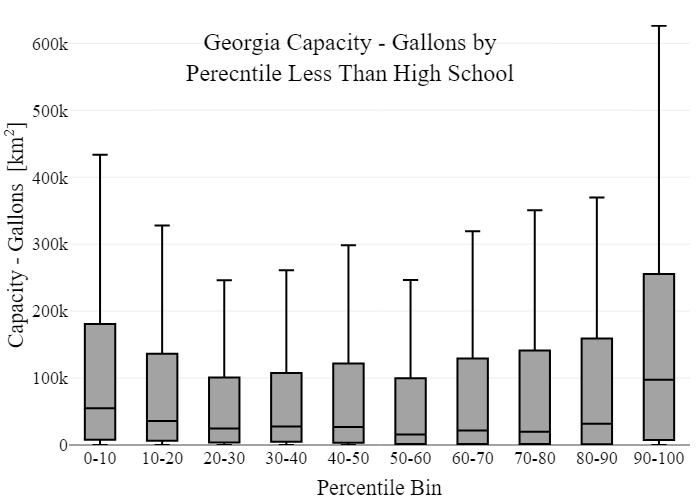 Georgia Capacity - Gallons by
Perecntile Less Than High School
Capacity - Gallons [km²]
600k
500k
400k
300k
200k
100k
0
0-10 10-20 20-30 30-40 40-50 50-60 60-70 70-80 80-90 90-100
Percentile Bin